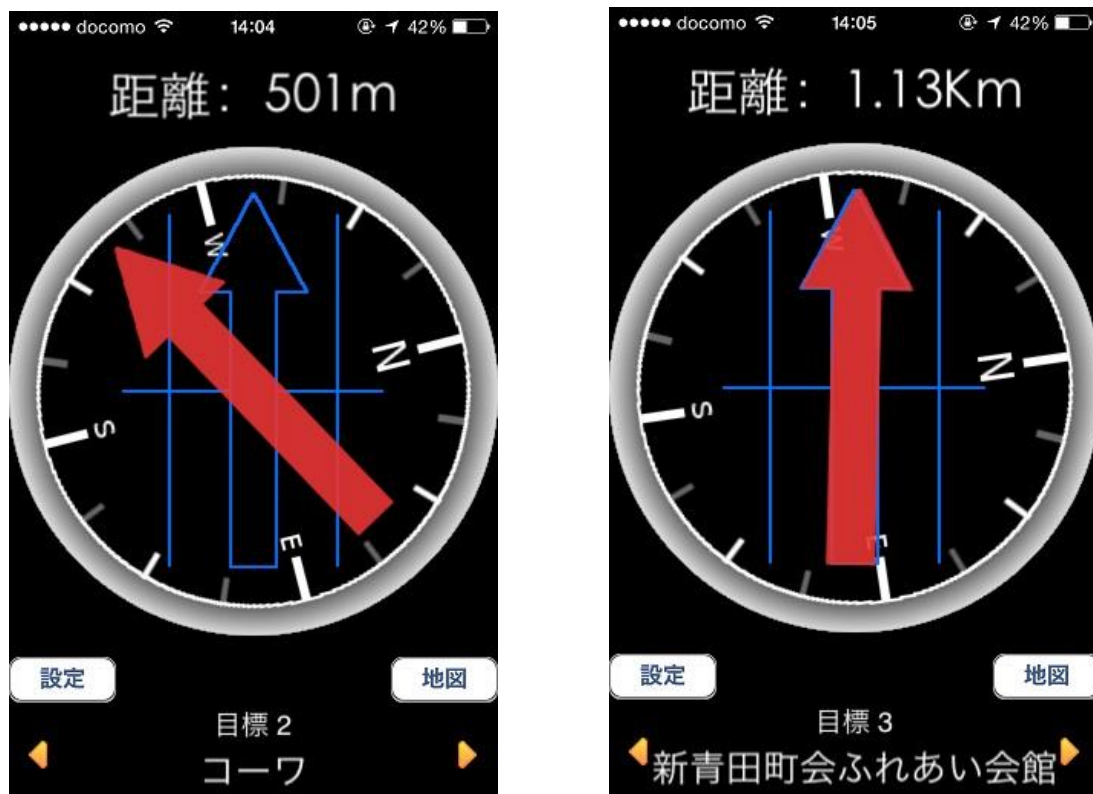 docomo 14:04 42%
距離: 501m
W
N
S
E
設定 地図
目標 2
コーワ
docomo 14:05 42%
距離: 1.13Km
W
N
S
E
設定 地図
目標 3
新青田町会ふれあい会館